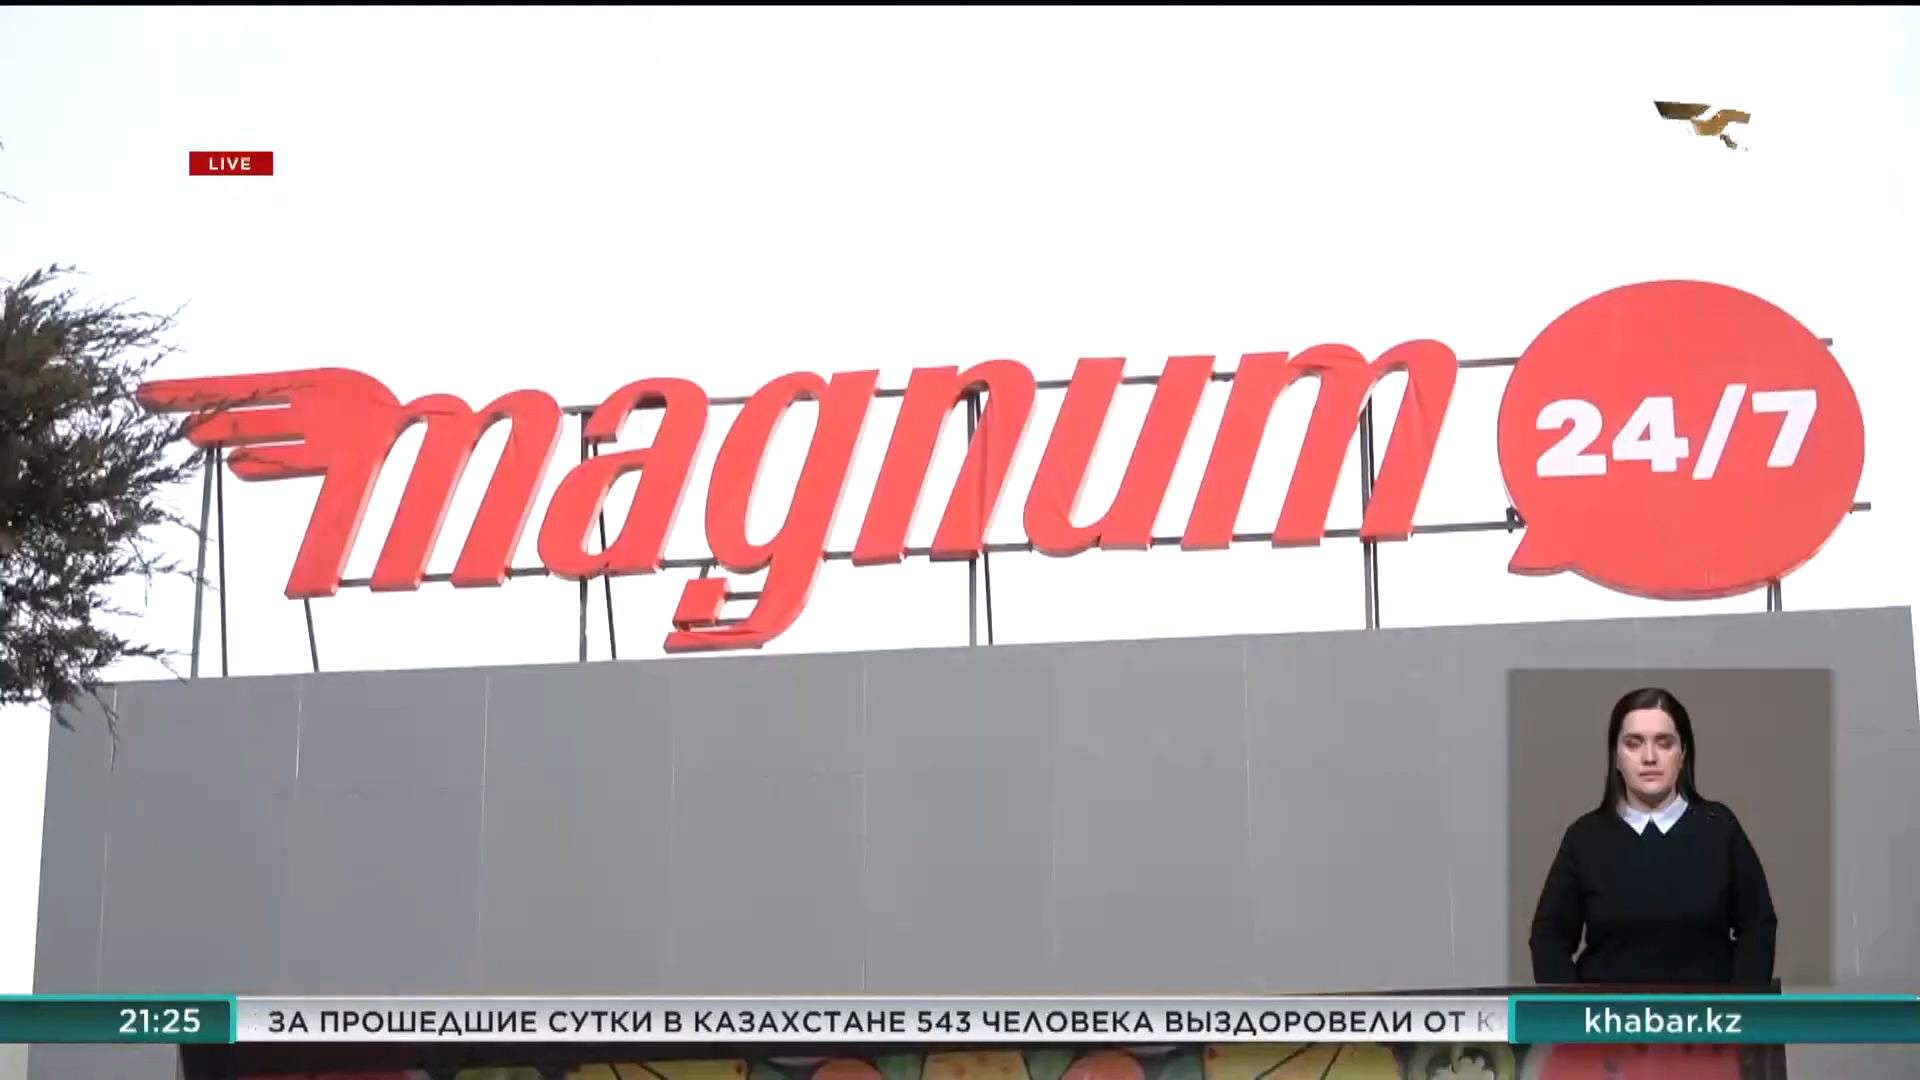 LIVE
magnum 24/7
21:25 ЗА ПРОШЕДШИЕ СУТКИ В КАЗАХСТАНЕ 543 ЧЕЛОВЕКА ВЫЗДОРОВЕЛИ ОТ К khabar.kz